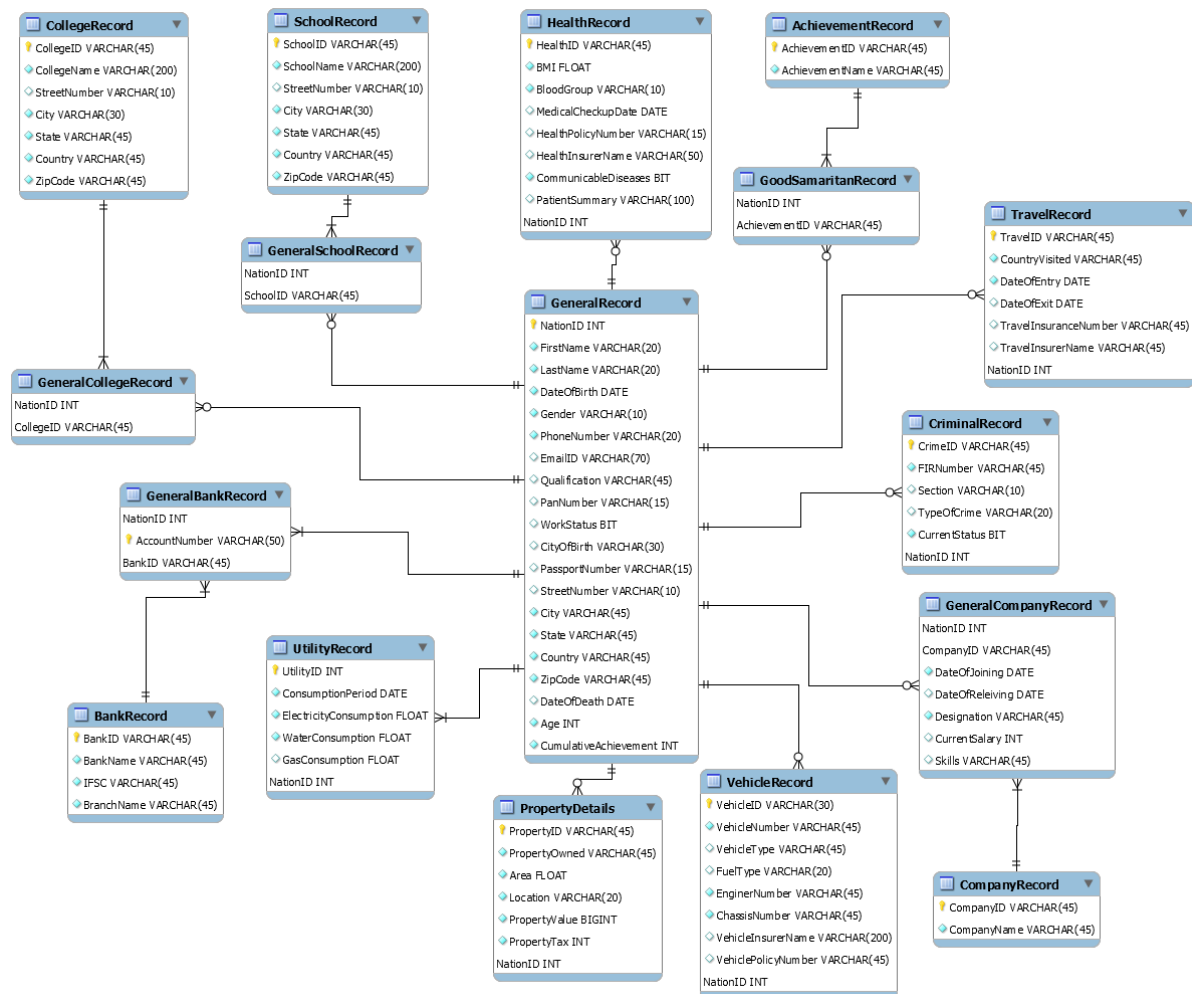 CollegeRecord
CollegeID VARCHAR(45)
CollegeName VARCHAR(200)
StreetNumber VARCHAR(10)
City VARCHAR(30)
State VARCHAR(45)
Country VARCHAR(45)
ZipCode VARCHAR(45)
SchoolRecord
SchoolID VARCHAR(45)
SchoolName VARCHAR(200)
StreetNumber VARCHAR(10)
City VARCHAR(30)
State VARCHAR(45)
Country VARCHAR(45)
ZipCode VARCHAR(45)
HealthRecord
HealthID VARCHAR(45)
BMI FLOAT
BloodGroup VARCHAR(10)
MedicalCheckupDate DATE
HealthPolicyNumber VARCHAR(15)
HealthInsurerName VARCHAR(50)
CommunicableDiseases BIT
PatientSummary VARCHAR(100)
NationID INT
AchievementRecord
AchievementID VARCHAR(45)
AchievementName VARCHAR(45)
GoodSamaritanRecord
NationID INT
AchievementID VARCHAR(45)
TravelRecord
TravelID VARCHAR(45)
CountryVisited VARCHAR(45)
DateOfEntry DATE
DateOfExit DATE
TravelInsuranceNumber VARCHAR(45)
TravelInsurerName VARCHAR(45)
NationID INT
GeneralSchoolRecord
NationID INT
SchoolID VARCHAR(45)
GeneralRecord
NationID INT
FirstName VARCHAR(20)
LastName VARCHAR(20)
DateOfBirth DATE
Gender VARCHAR(10)
PhoneNumber VARCHAR(20)
EmailID VARCHAR(70)
Qualification VARCHAR(45)
PanNumber VARCHAR(15)
WorkStatus BIT
CityOfBirth VARCHAR(30)
PassportNumber VARCHAR(15)
StreetNumber VARCHAR(10)
City VARCHAR(45)
State VARCHAR(45)
Country VARCHAR(45)
ZipCode VARCHAR(45)
DateOfDeath DATE
Age INT
CumulativeAchievement INT
GeneralCollegeRecord
NationID INT
CollegeID VARCHAR(45)
CriminalRecord
CrimeID VARCHAR(45)
FIRNumber VARCHAR(45)
Section VARCHAR(10)
TypeOfCrime VARCHAR(20)
CurrentStatus BIT
NationID INT
GeneralBankRecord
NationID INT
AccountNumber VARCHAR(50)
BankID VARCHAR(45)
GeneralCompanyRecord
NationID INT
CompanyID VARCHAR(45)
DateOfJoining DATE
DateOfReleiving DATE
Designation VARCHAR(45)
CurrentSalary INT
Skills VARCHAR(45)
UtilityRecord
UtilityID INT
ConsumptionPeriod DATE
ElectricityConsumption FLOAT
WaterConsumption FLOAT
GasConsumption FLOAT
NationID INT
BankRecord
BankID VARCHAR(45)
BankName VARCHAR(45)
IFSC VARCHAR(45)
BranchName VARCHAR(45)
PropertyDetails
PropertyID VARCHAR(45)
PropertyOwned VARCHAR(45)
Area FLOAT
Location VARCHAR(20)
PropertyValue BIGINT
PropertyTax INT
NationID INT
VehicleRecord
VehicleID VARCHAR(30)
VehicleNumber VARCHAR(45)
VehicleType VARCHAR(45)
FuelType VARCHAR(20)
EnginerNumber VARCHAR(45)
ChassisNumber VARCHAR(45)
VehicleInsurerName VARCHAR(200)
VehiclePolicyNumber VARCHAR(45)
NationID INT
CompanyRecord
CompanyID VARCHAR(45)
CompanyName VARCHAR(45)